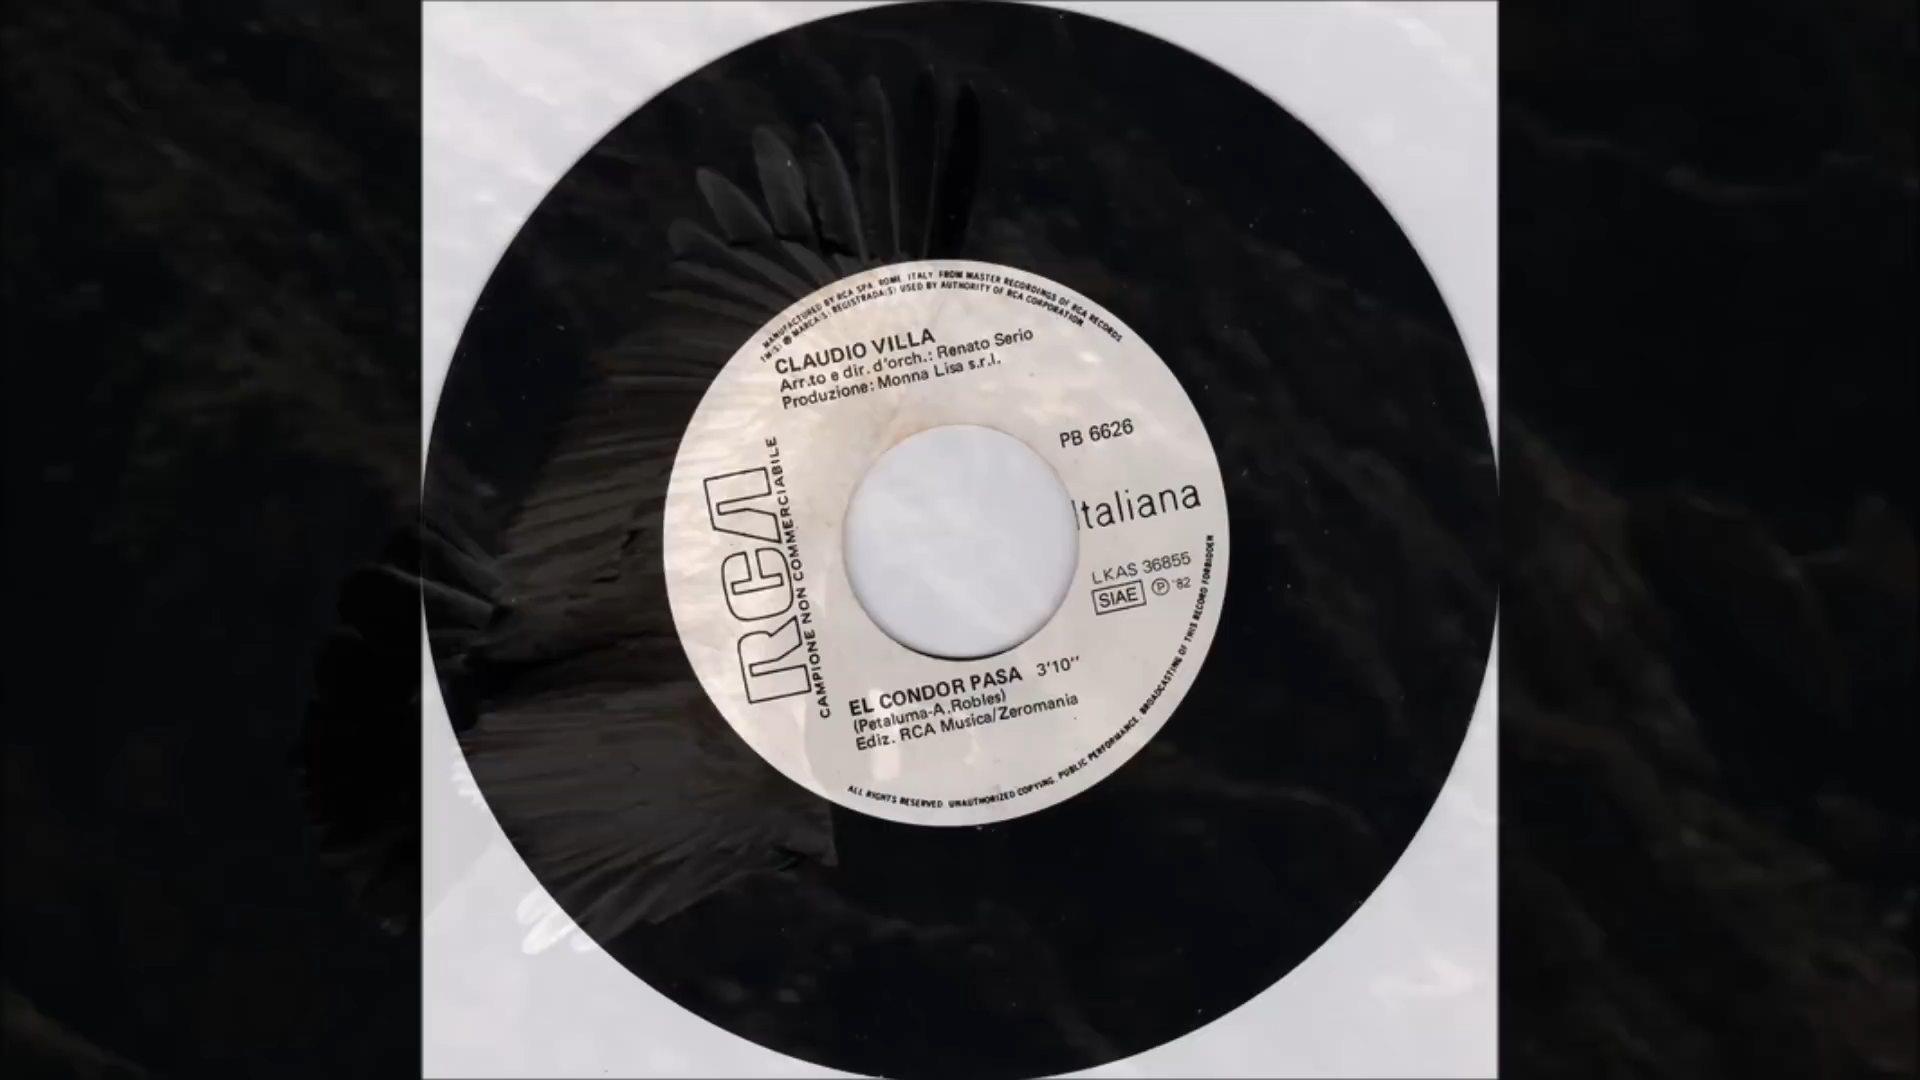 MANUFACTURED BY RCA SPA. ROME. ITALY FROM MASTER RECORDINGS OF RCA RECORDS
TM(S) ® MARCA(S) REGISTRADA(S) USED BY AUTHORITY OF RCA CORPORATION
CLAUDIO VILLA
Arr.to e dir. d'orch.: Renato Serio
Produzione: Monna Lisa s.r.l.
PB 6626
RCA
CAMPIONE NON COMMERCIABILE
Italiana
LKAS 36855
SIAE Ⓟ '82
EL CONDOR PASA 3'10''
(Petaluma-A.Robles)
Ediz. RCA Musica/Zeromania
ALL RIGHTS RESERVED. UNAUTHORIZED COPYING. PUBLIC PERFORMANCE. BROADCASTING OF THIS RECORD FORBIDDEN